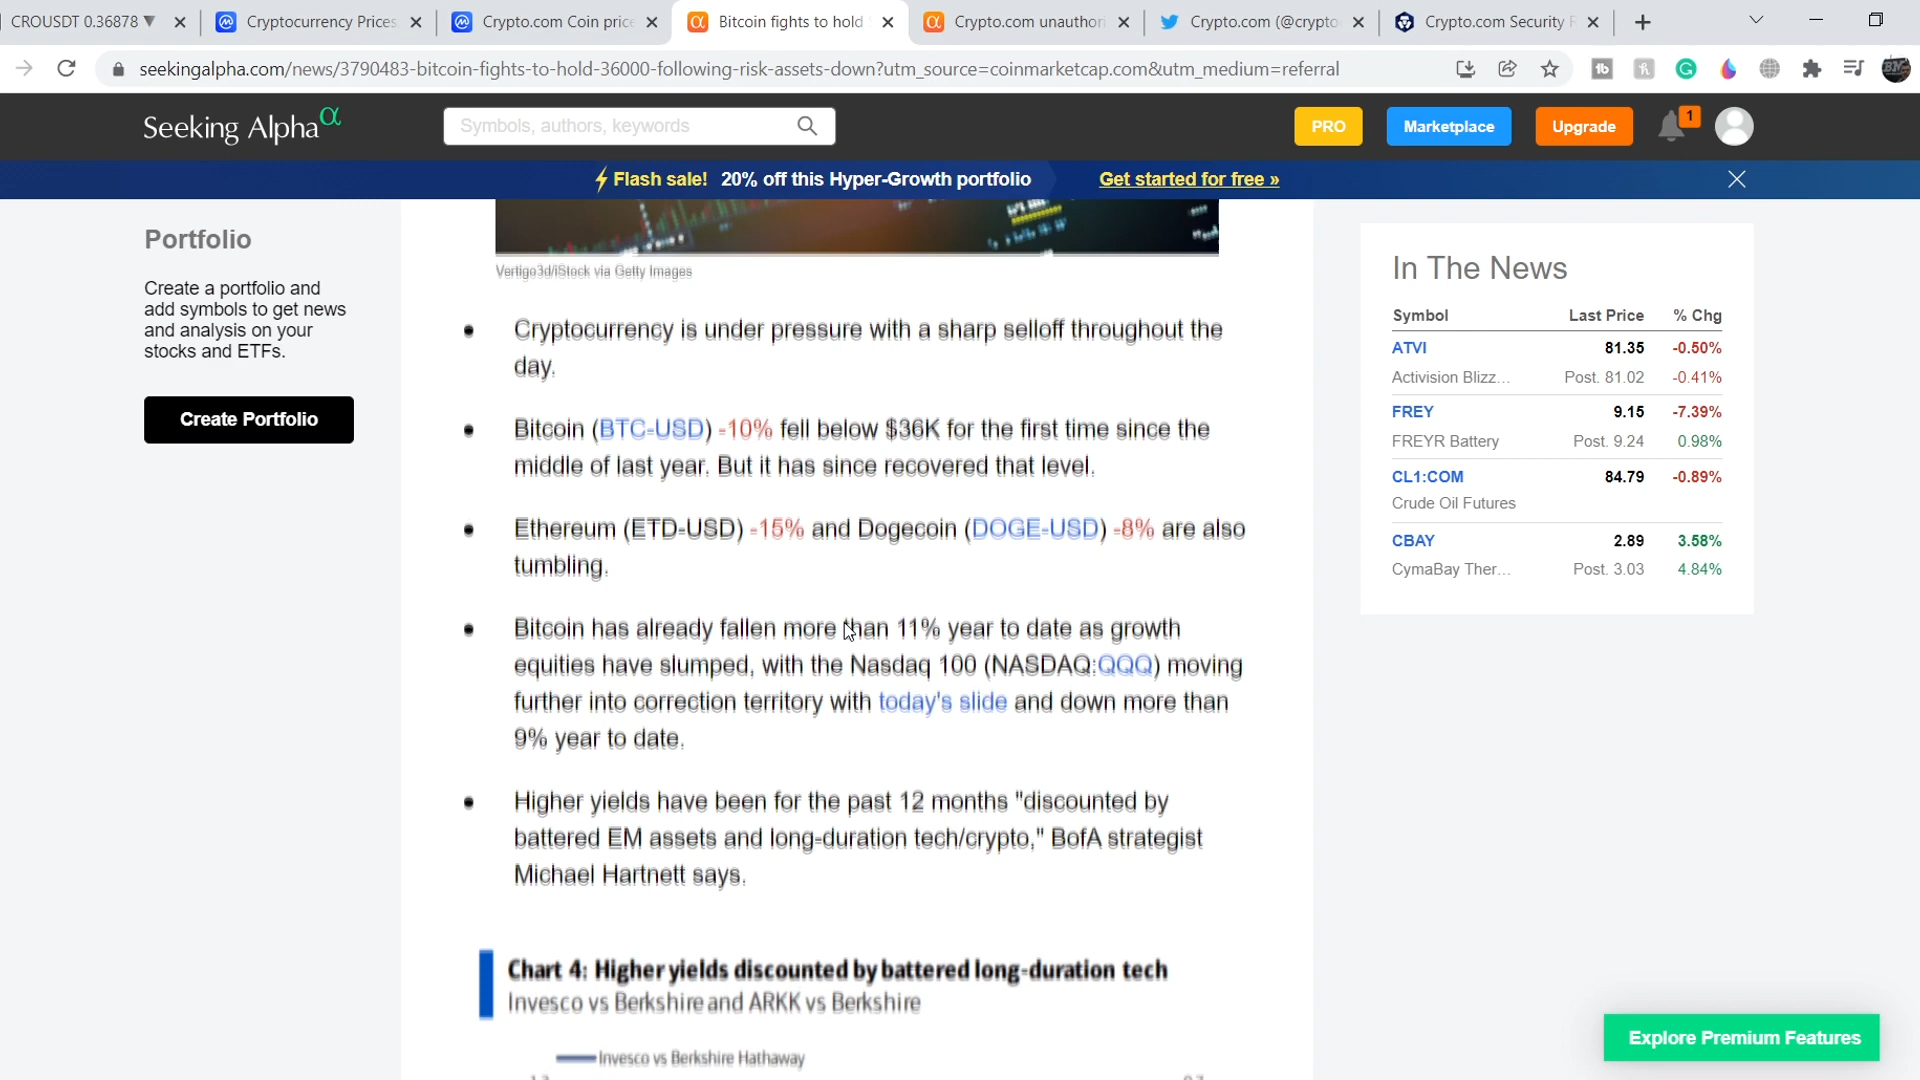 CROUSDT 0.36878 ▼
Cryptocurrency Prices
Crypto.com Coin price
Bitcoin fights to hold
Crypto.com unauthori
Crypto.com (@crypto
Crypto.com Security R
seekingalpha.com/news/3790483-bitcoin-fights-to-hold-36000-following-risk-assets-down?utm_source=coinmarketcap.com&utm_medium=referral
Seeking Alpha α
Symbols, authors, keywords
PRO
Marketplace
Upgrade
1
Flash sale! 20% off this Hyper-Growth portfolio
Get started for free »
Portfolio
Create a portfolio and
add symbols to get news
and analysis on your
stocks and ETFs.
Create Portfolio
Vertigo3d/iStock via Getty Images
• Cryptocurrency is under pressure with a sharp selloff throughout the
day.
• Bitcoin (BTC-USD) -10% fell below $36K for the first time since the
middle of last year. But it has since recovered that level.
• Ethereum (ETD-USD) -15% and Dogecoin (DOGE-USD) -8% are also
tumbling.
• Bitcoin has already fallen more than 11% year to date as growth
equities have slumped, with the Nasdaq 100 (NASDAQ:QQQ) moving
further into correction territory with today's slide and down more than
9% year to date.
• Higher yields have been for the past 12 months "discounted by
battered EM assets and long-duration tech/crypto," BofA strategist
Michael Hartnett says.
Chart 4: Higher yields discounted by battered long-duration tech
Invesco vs Berkshire and ARKK vs Berkshire
Invesco vs Berkshire Hathaway
In The News
Symbol Last Price % Chg
ATVI 81.35 -0.50%
Activision Blizz... Post. 81.02 -0.41%
FREY 9.15 -7.39%
FREYR Battery Post. 9.24 0.98%
CL1:COM 84.79 -0.89%
Crude Oil Futures
CBAY 2.89 3.58%
CymaBay Ther... Post. 3.03 4.84%
Explore Premium Features